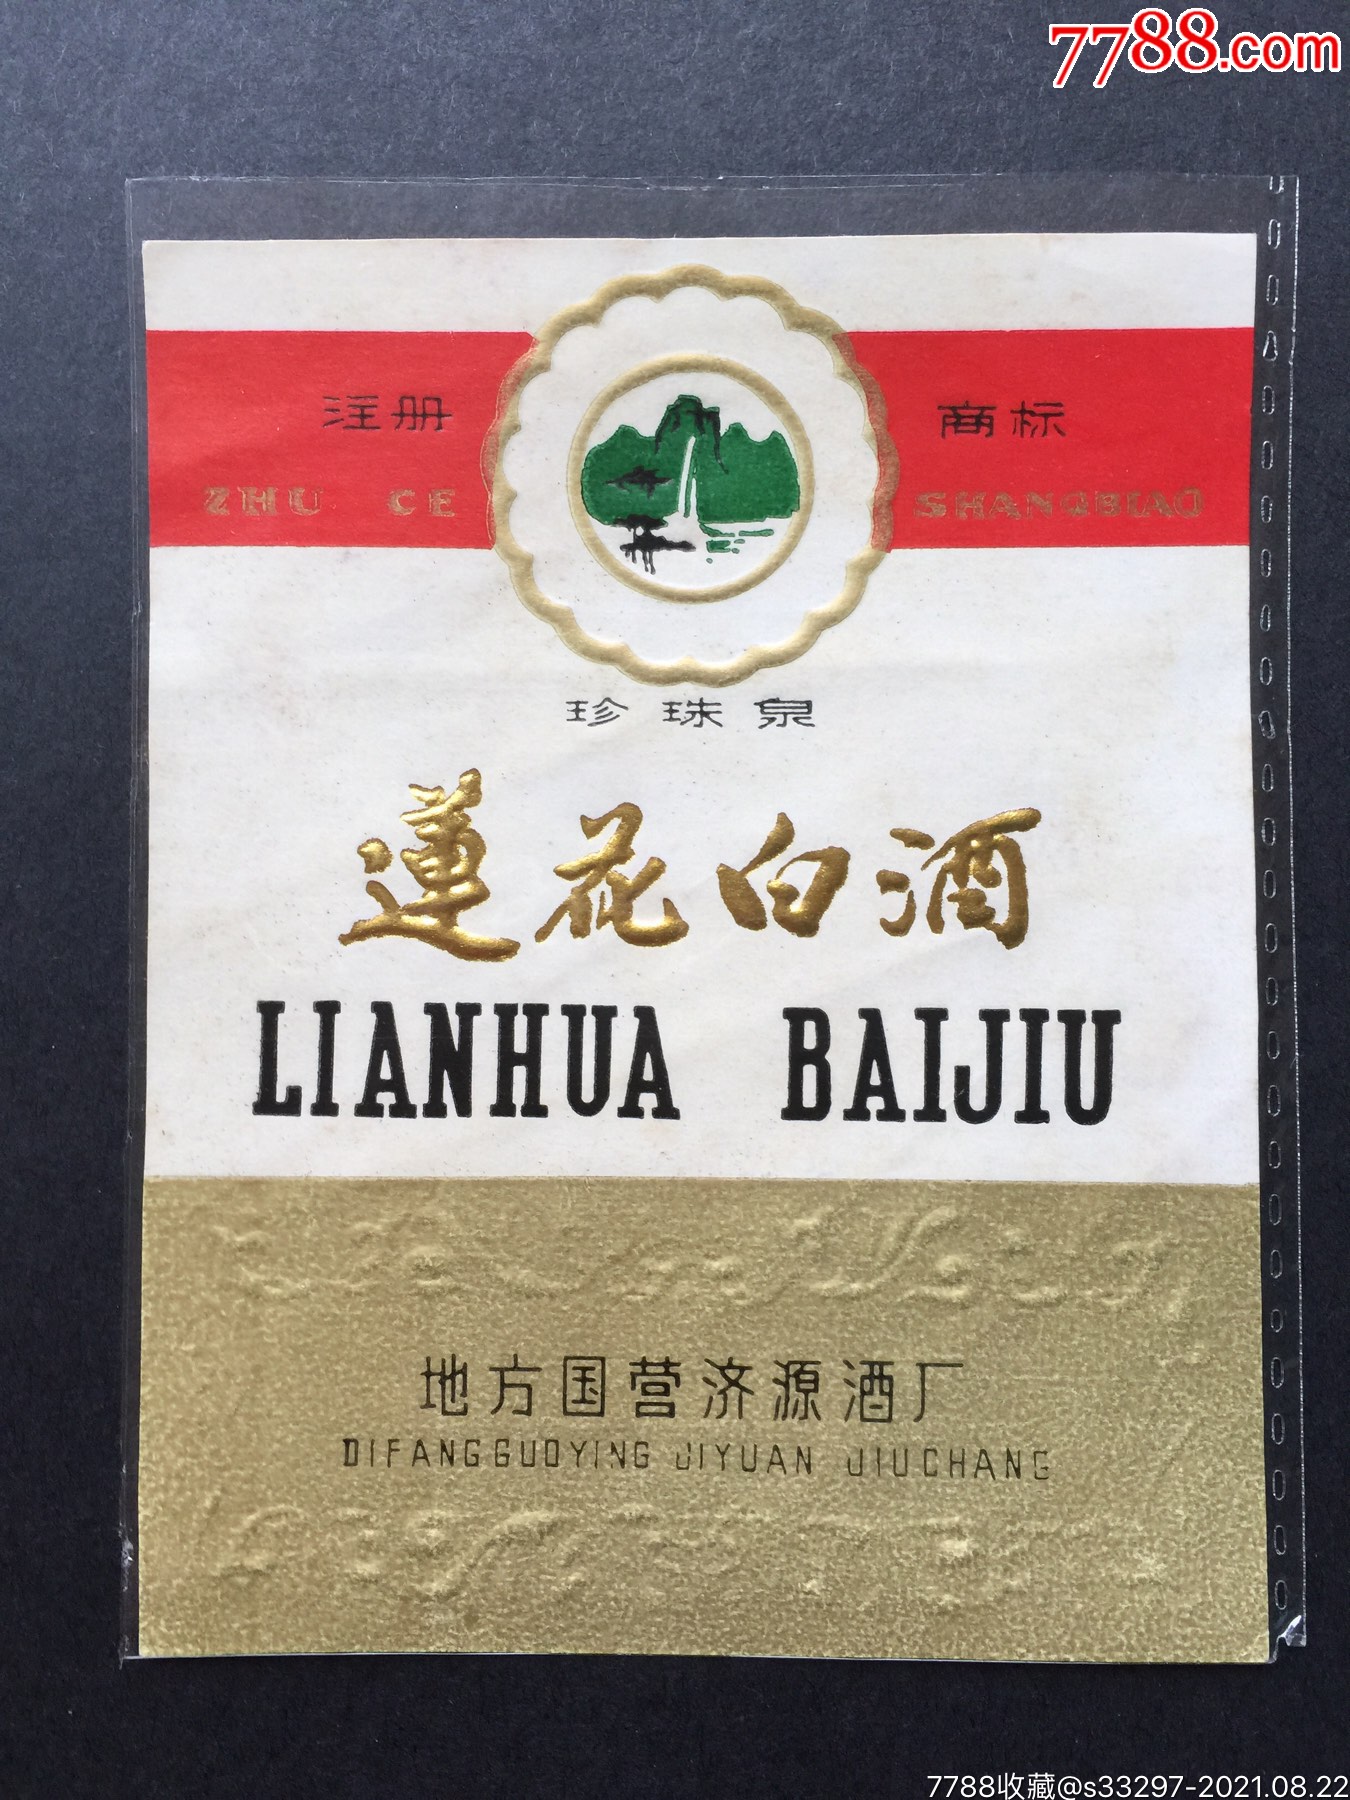 7788.com
注册 商标
ZHU CE SHANGBIAO
珍珠泉
蓮花白酒
LIANHUA BAIJIU
地方国营济源酒厂
DIFANGGUOYING JIYUAN JIUCHANG
7788收藏@s33297-2021.08.22